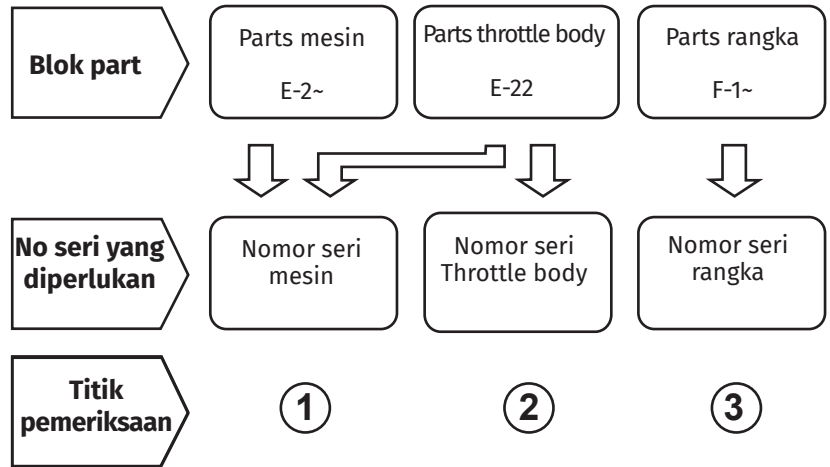 Blok part
Parts mesin
E-2~
Parts throttle body
E-22
Parts rangka
F-1~
No seri yang
diperlukan
Nomor seri
mesin
Nomor seri
Throttle body
Nomor seri
rangka
Titik
pemeriksaan
1
2
3